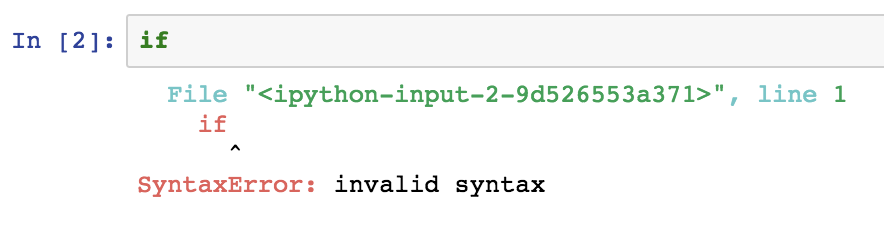 In [2]: if
File "<ipython-input-2-9d526553a371>", line 1
if
^
SyntaxError: invalid syntax